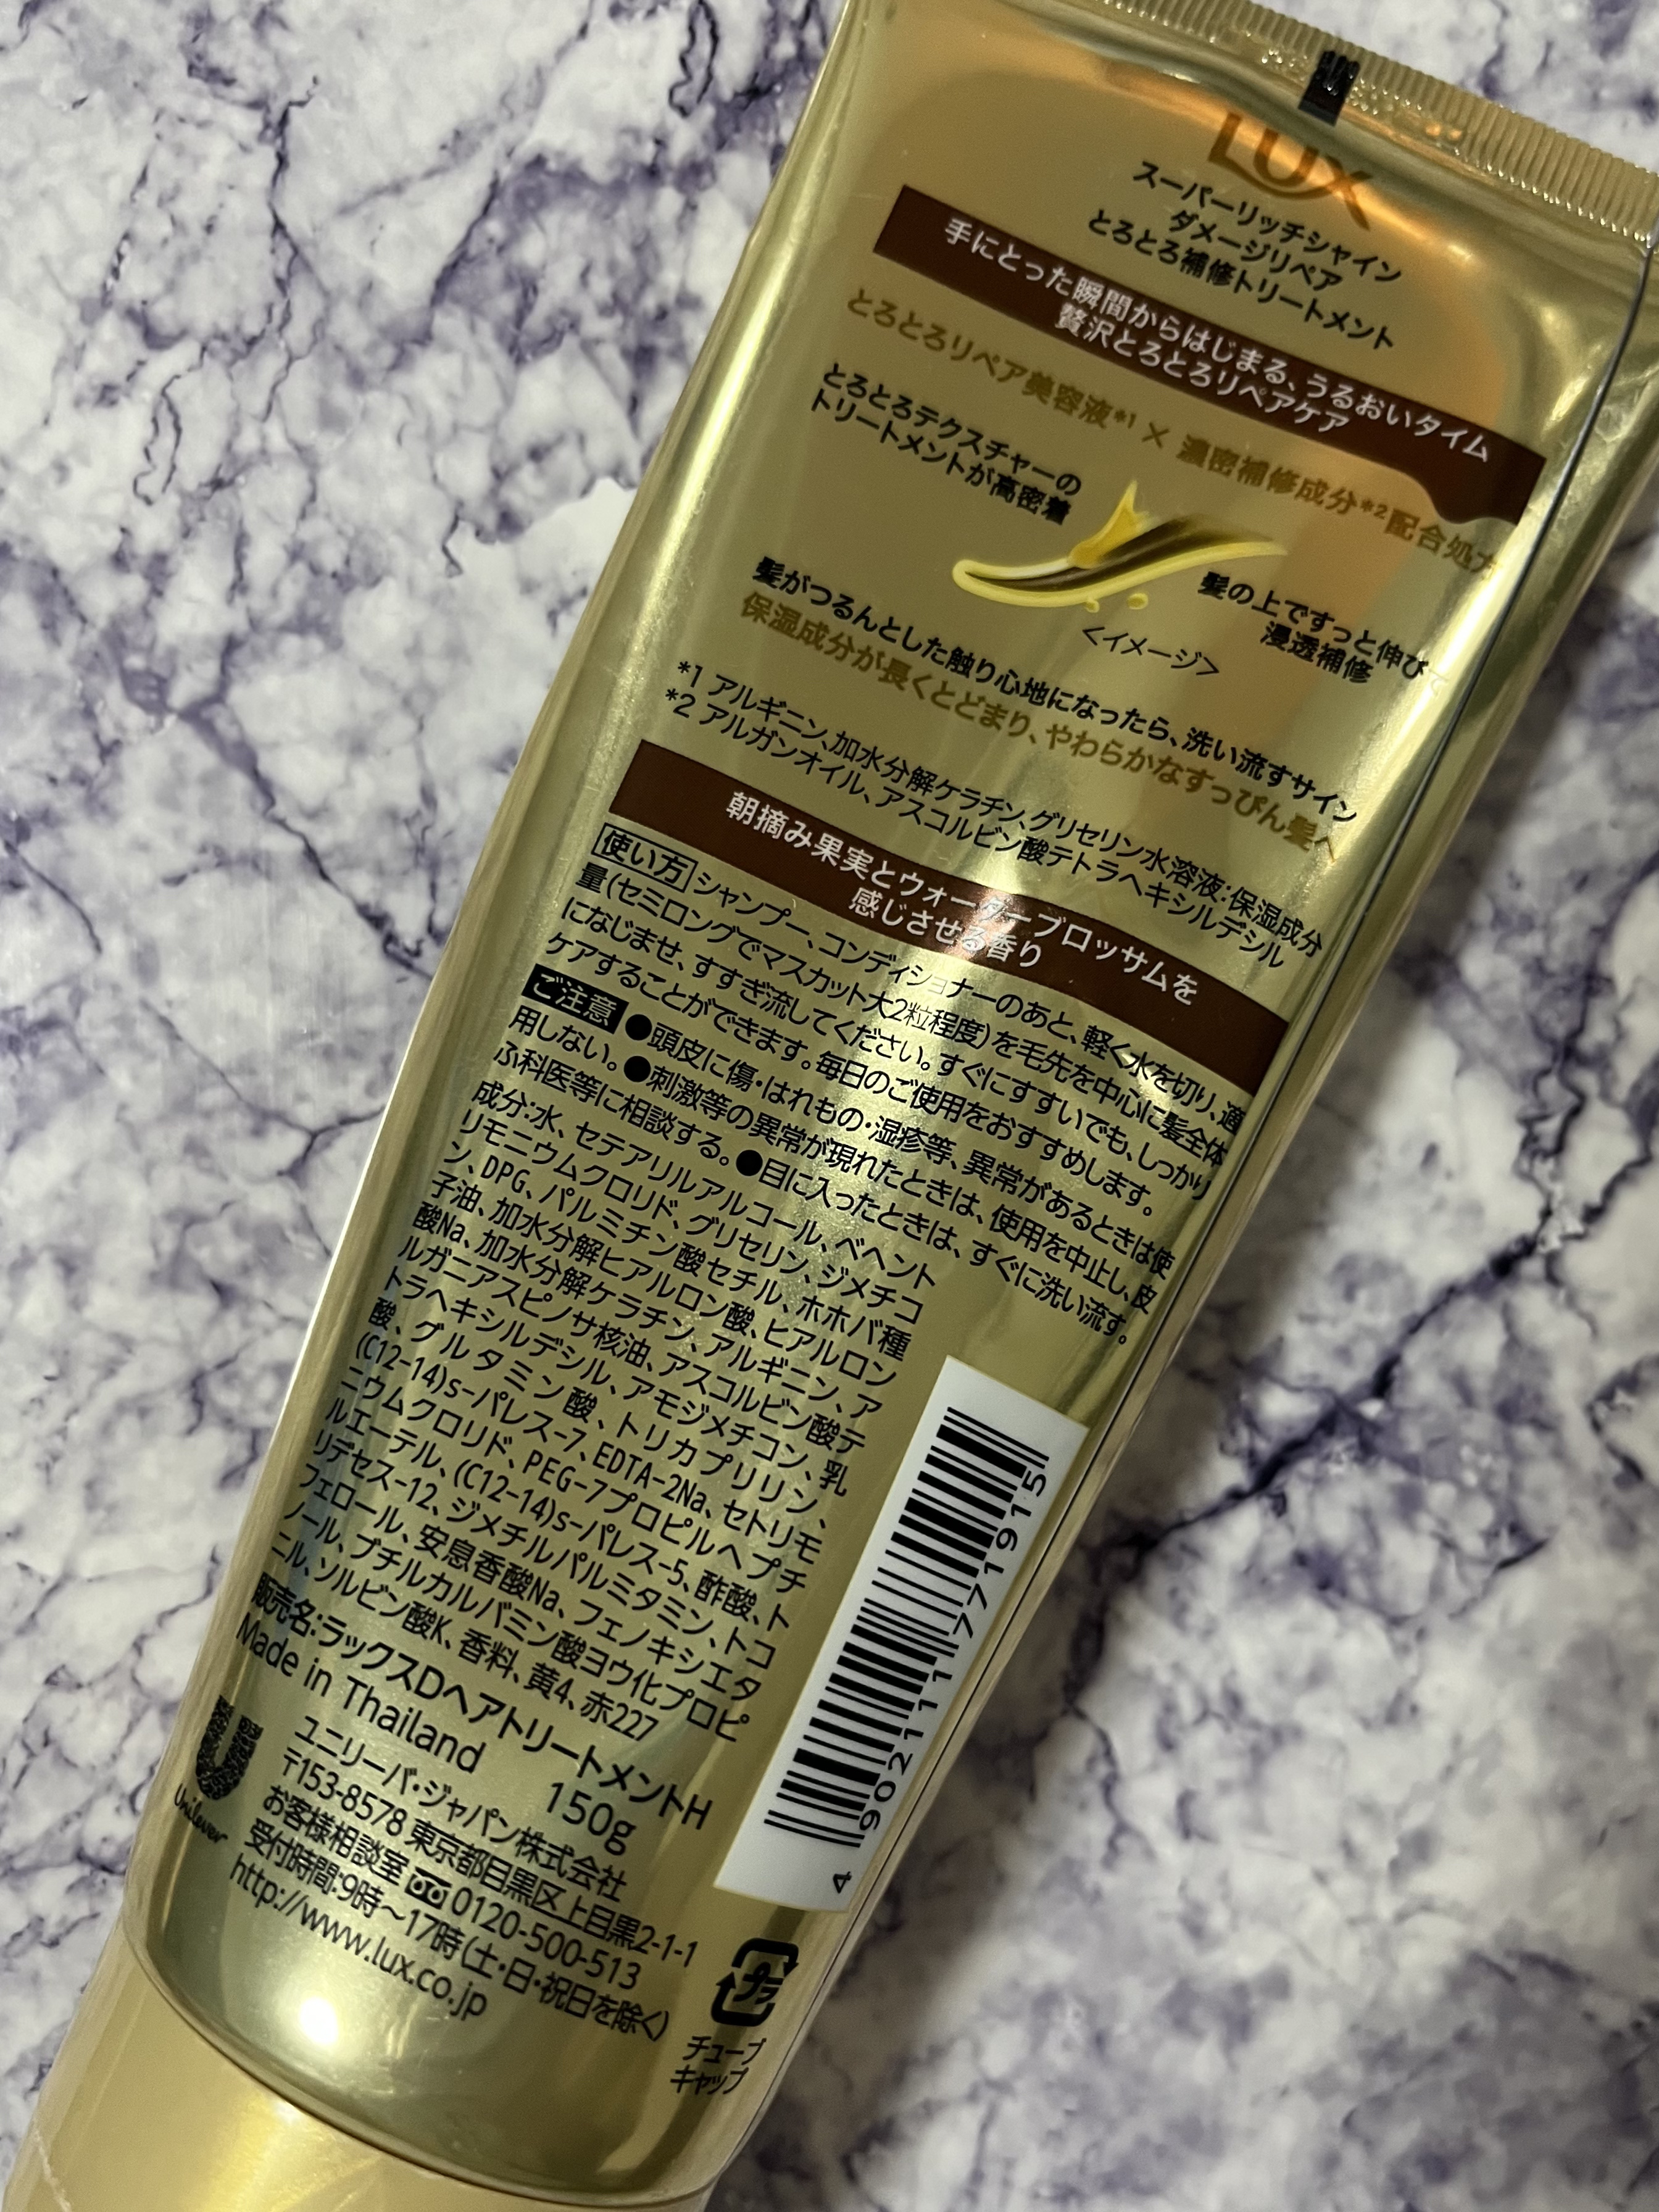 LUX
スーパーリッチシャイン
ダメージリペア
とろとろ補修トリートメント
手にとった瞬間からはじまる、うるおいタイム
贅沢とろとろリペアケア
とろとろリペア美容液*1 × 濃密補修成分*2配合処方
とろとろテクスチャーの
トリートメントが高密着
髪の上ですっと伸びて
浸透補修
<イメージ>
髪がつるんとした触り心地になったら、洗い流すサイン
保湿成分が長くとどまり、やわらかなすっぴん髪へ
*1 アルギニン、加水分解ケラチン、グリセリン水溶液:保湿成分
*2 アルガンオイル、アスコルビン酸テトラヘキシルデシル
朝摘み果実とウォーターブロッサムを
感じさせる香り
使い方 シャンプー、コンディショナーのあと、軽く水を切り、適
量(セミロングでマスカット大2粒程度)を毛先を中心に髪全体
になじませ、すすぎ流してください。すぐにすすいでも、しっかり
ケアすることができます。毎日のご使用をおすすめします。
ご注意 ●頭皮に傷・はれもの・湿疹等、異常があるときは使
用しない。●刺激等の異常が現れたときは、使用を中止し、皮
ふ科医等に相談する。●目に入ったときは、すぐに洗い流す。
成分:水、セテアリルアルコール、ベヘント
リモニウムクロリド、グリセリン、ジメチコ
ン、DPG、パルミチン酸セチル、ホホバ種
子油、加水分解ヒアルロン酸、ヒアルロン
酸Na、加水分解ケラチン、アルギニン、ア
ルガニアスピノサ核油、アスコルビン酸テ
トラヘキシルデシル、アモジメチコン、乳
酸、グルタミン酸、トリカプリリン、
(C12-14)s-パレス-7、EDTA-2Na、セトリモ
ニウムクロリド、PEG-7プロピルヘプチ
ルエーテル、(C12-14)s-パレス-5、酢酸、ト
リデセス-12、ジメチルパルミタミン、トコ
フェロール、安息香酸Na、フェノキシエタ
ノール、ブチルカルバミン酸ヨウ化プロピ
ニル、ソルビン酸K、香料、黄4、赤227
販売名:ラックスDヘアトリートメントH
Made in Thailand 150g
Unilever
ユニリーバ・ジャパン株式会社
〒153-8578 東京都目黒区上目黒2-1-1
お客様相談室 0120-500-513
受付時間:9時〜17時(土・日・祝日を除く)
http://www.lux.co.jp
4 902111 771915
プラ
チューブ
キャップ